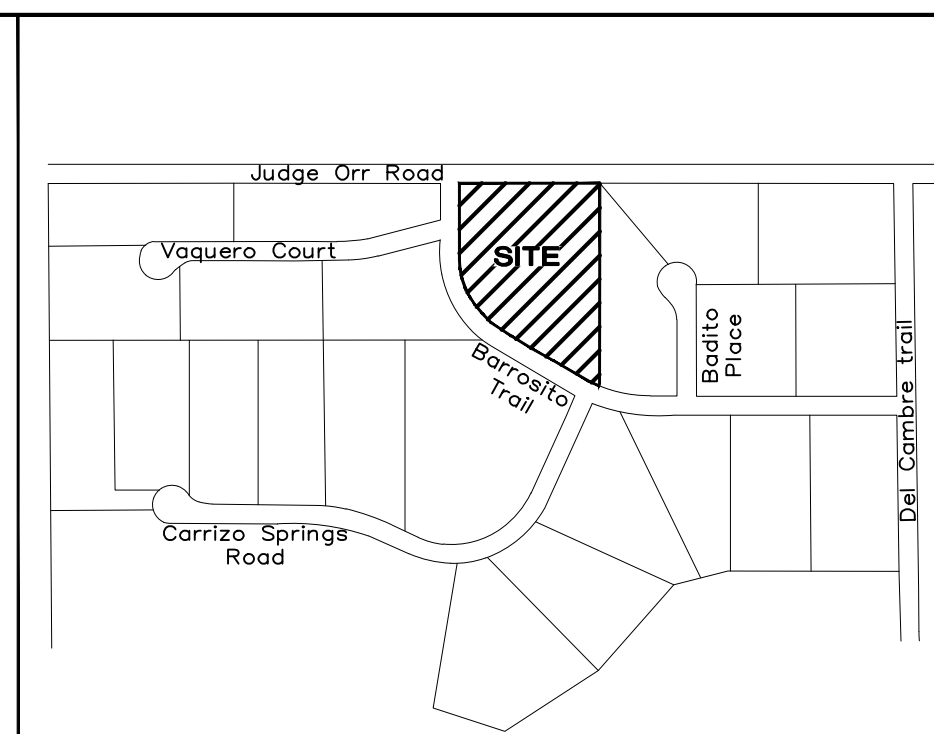 Judge Orr Road
Vaquero Court
SITE
Barrosito
Trail
Badito
Place
Del Cambre trail
Carrizo Springs
Road